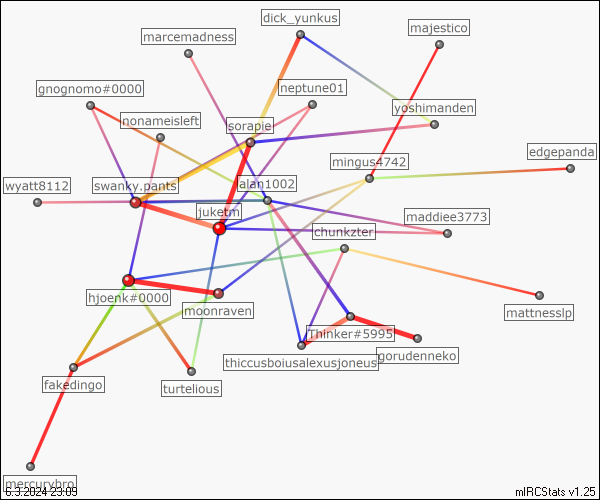 dick_yunkus
majestico
marcemadness
gnognomo#0000
neptune01
yoshimanden
nonameisleft
sorapie
edgepanda
mingus4742
wyatt8112
swanky.pants
alan1002
juketm
maddiee3773
chunkzter
hjoenk#0000
moonraven
mattnesslp
Thinker#5995
thiccusboiusalexusjoneus
gorudenneko
fakedingo
turtelious
mercurybro
6.3.2024 23:09
mIRCStats v1.25